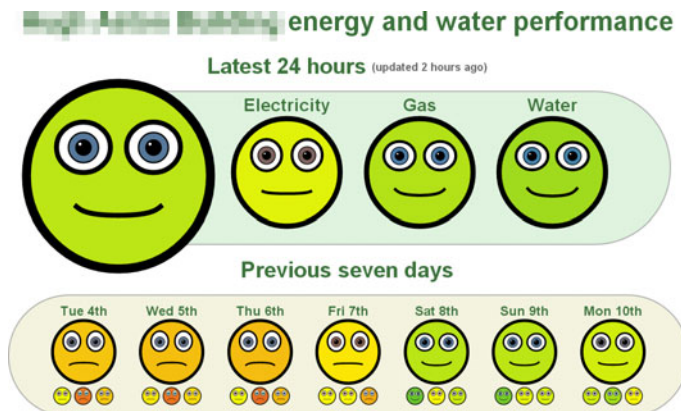 energy and water performance
Latest 24 hours (updated 2 hours ago)
Electricity Gas Water
Previous seven days
Tue 4th Wed 5th Thu 6th Fri 7th Sat 8th Sun 9th Mon 10th